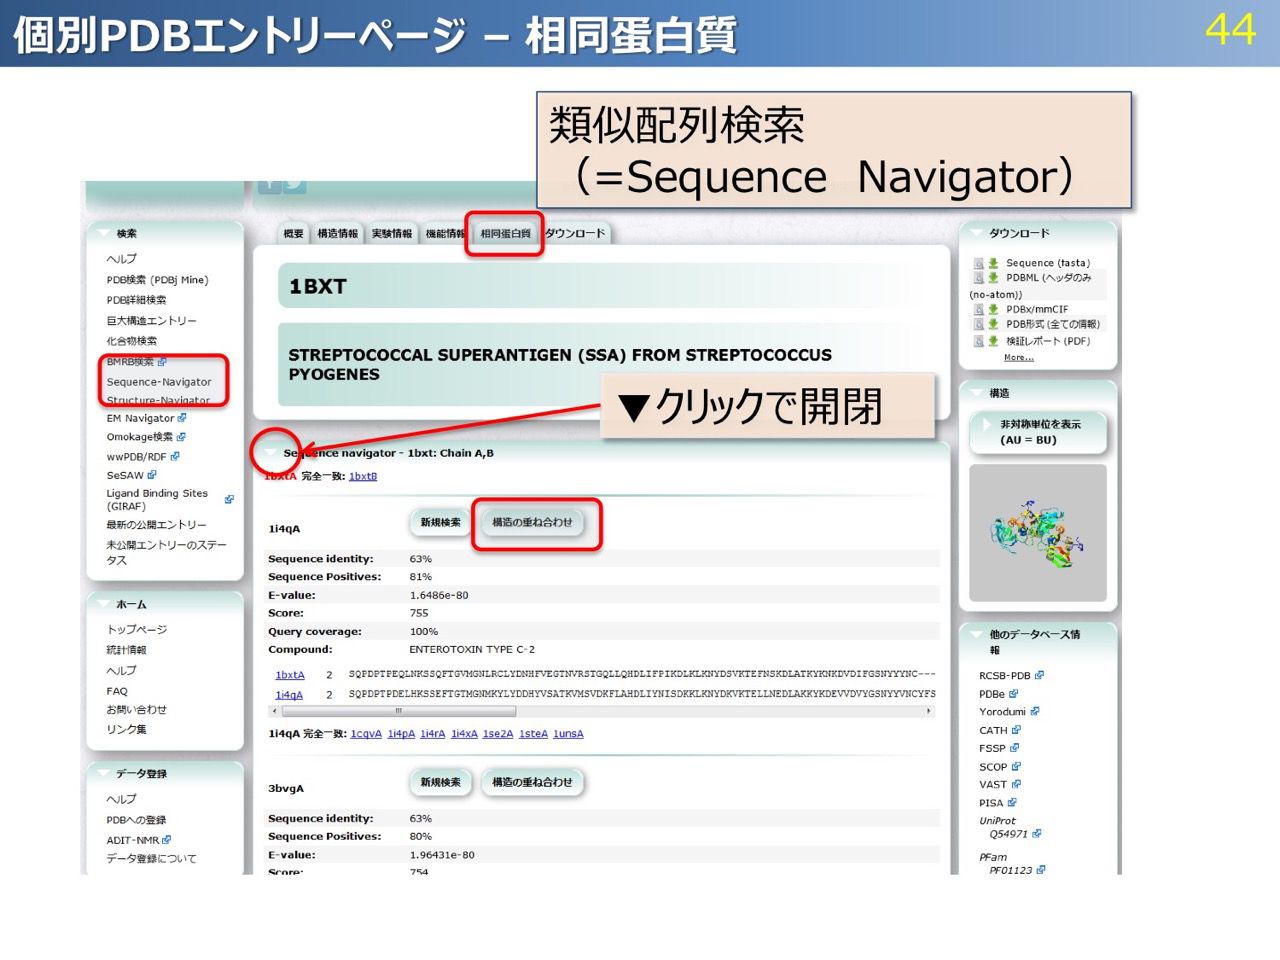 個別PDBエントリーページ – 相同蛋白質
44
類似配列検索
（=Sequence Navigator）
検索
ヘルプ
PDB検索 (PDBj Mine)
PDB詳細検索
巨大構造エントリー
化合物検索
BMRB検索
Sequence-Navigator
Structure-Navigator
EM Navigator
Omokage検索
wwPDB/RDF
SeSAW
Ligand Binding Sites
(GIRAF)
最新の公開エントリー
未公開エントリーのステー
タス
ホーム
トップページ
統計情報
ヘルプ
FAQ
お問い合わせ
リンク集
データ登録
ヘルプ
PDBへの登録
ADIT-NMR
データ登録について
概要 構造情報 実験情報 機能情報 相同蛋白質 ダウンロード
1BXT
STREPTOCOCCAL SUPERANTIGEN (SSA) FROM STREPTOCOCCUS
PYOGENES
▼クリックで開閉
Sequence navigator - 1bxt: Chain A,B
1bxtA 完全一致: 1bxtB
1i4qA 新規検索 構造の重ね合わせ
Sequence identity: 63%
Sequence Positives: 81%
E-value: 1.6486e-80
Score: 755
Query coverage: 100%
Compound: ENTEROTOXIN TYPE C-2
1bxtA 2 SQPDPTPEQLNKSSQFTGVMGNLRCLYDNHFVEGTNVRSTGQLLQHDLIFPIKDLKLKNYDSVKTEFNSKDLATKYKNKDVDIFGSNYYVNC---
1i4qA 2 SQPDPTPDELHKSSEFTGTMGNMKYLYDDHYVSATKVMSVDKFLAHDLIYNISDKKLKNYDKVKTELLNEDLAKKYKDEVVDVYGSNYYVNCYFS
1i4qA 完全一致: 1cqvA 1i4pA 1i4rA 1i4xA 1se2A 1steA 1unsA
3bvgA 新規検索 構造の重ね合わせ
Sequence identity: 63%
Sequence Positives: 80%
E-value: 1.96431e-80
Score: 754
ダウンロード
Sequence (fasta)
PDBML (ヘッダのみ
(no-atom))
PDBx/mmCIF
PDB形式 (全ての情報)
検証レポート (PDF)
More...
構造
非対称単位を表示
(AU = BU)
他のデータベース情
報
RCSB-PDB
PDBe
Yorodumi
CATH
FSSP
SCOP
VAST
PISA
UniProt
Q54971
PFam
PF01123